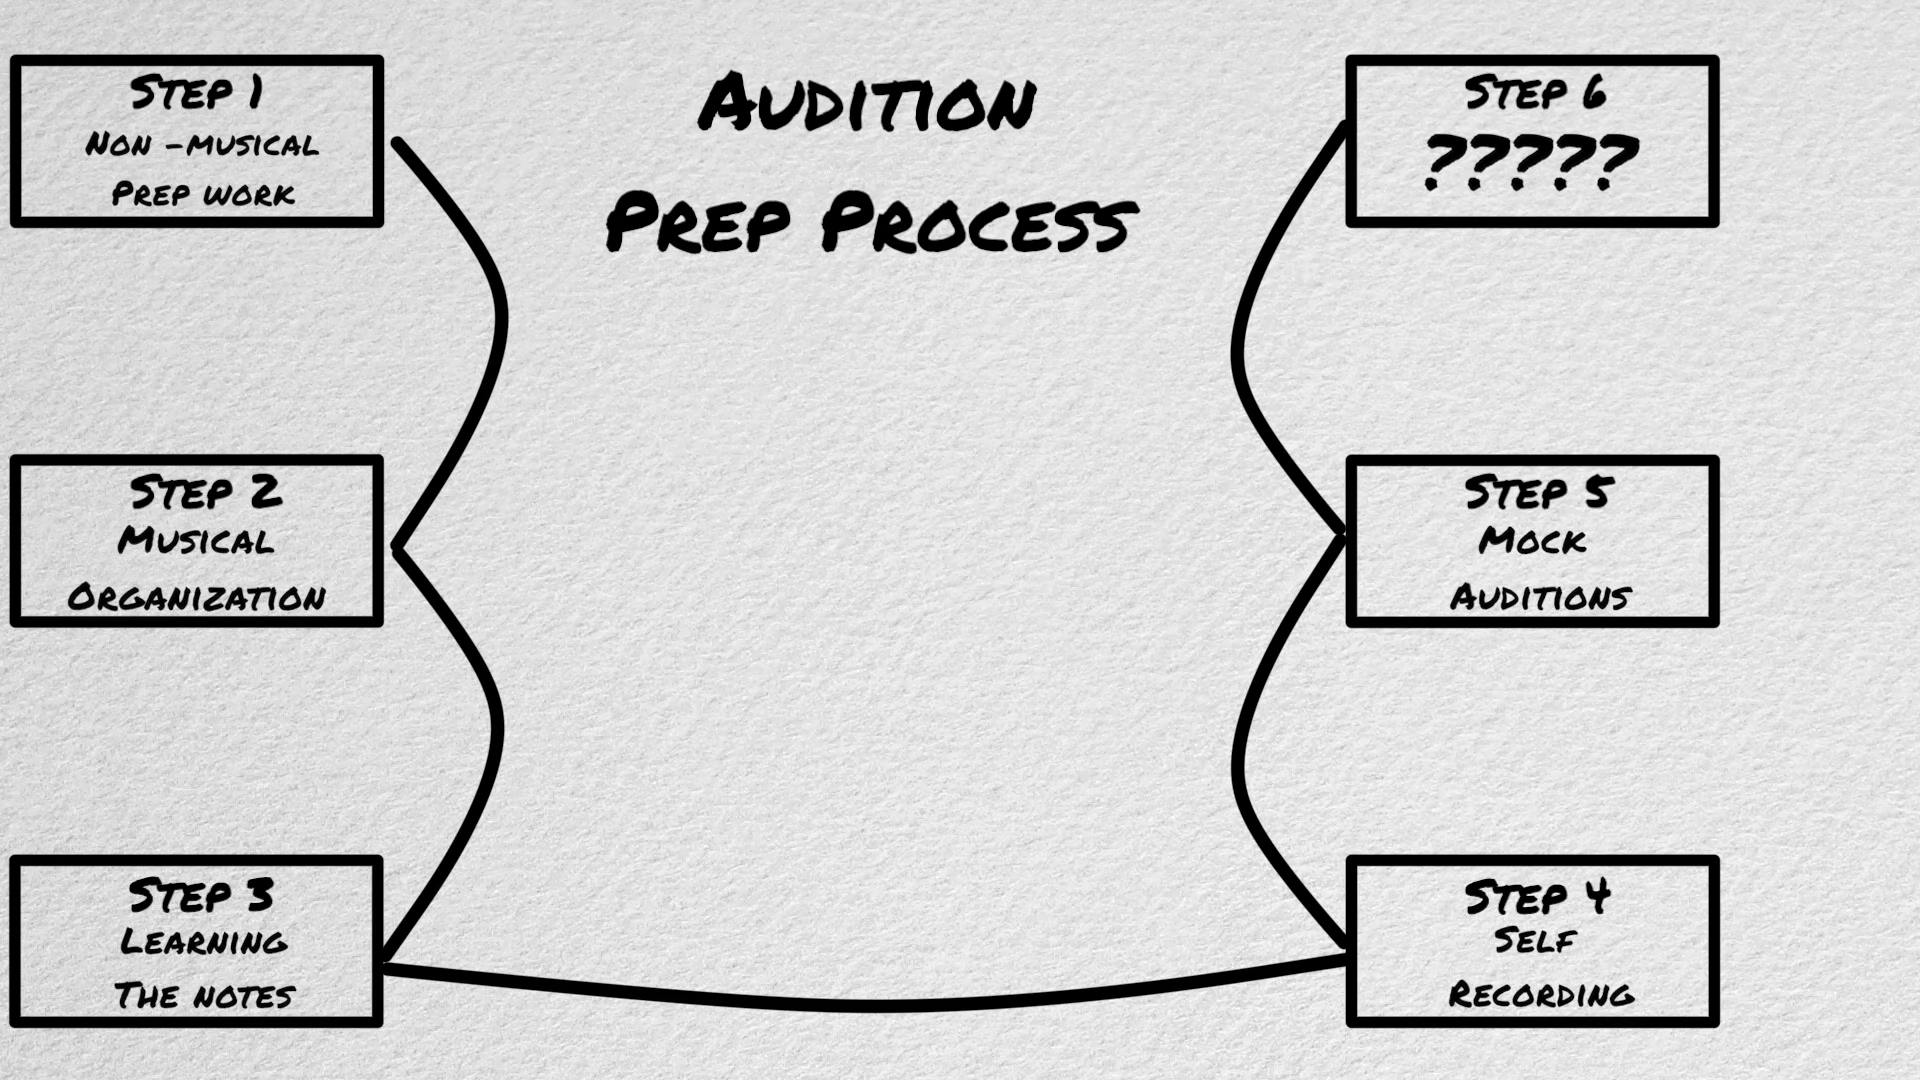 Audition
Prep Process
Step 1
Non -musical
Prep work
Step 2
Musical
Organization
Step 3
Learning
The notes
Step 4
Self
Recording
Step 5
Mock
Auditions
Step 6
?????